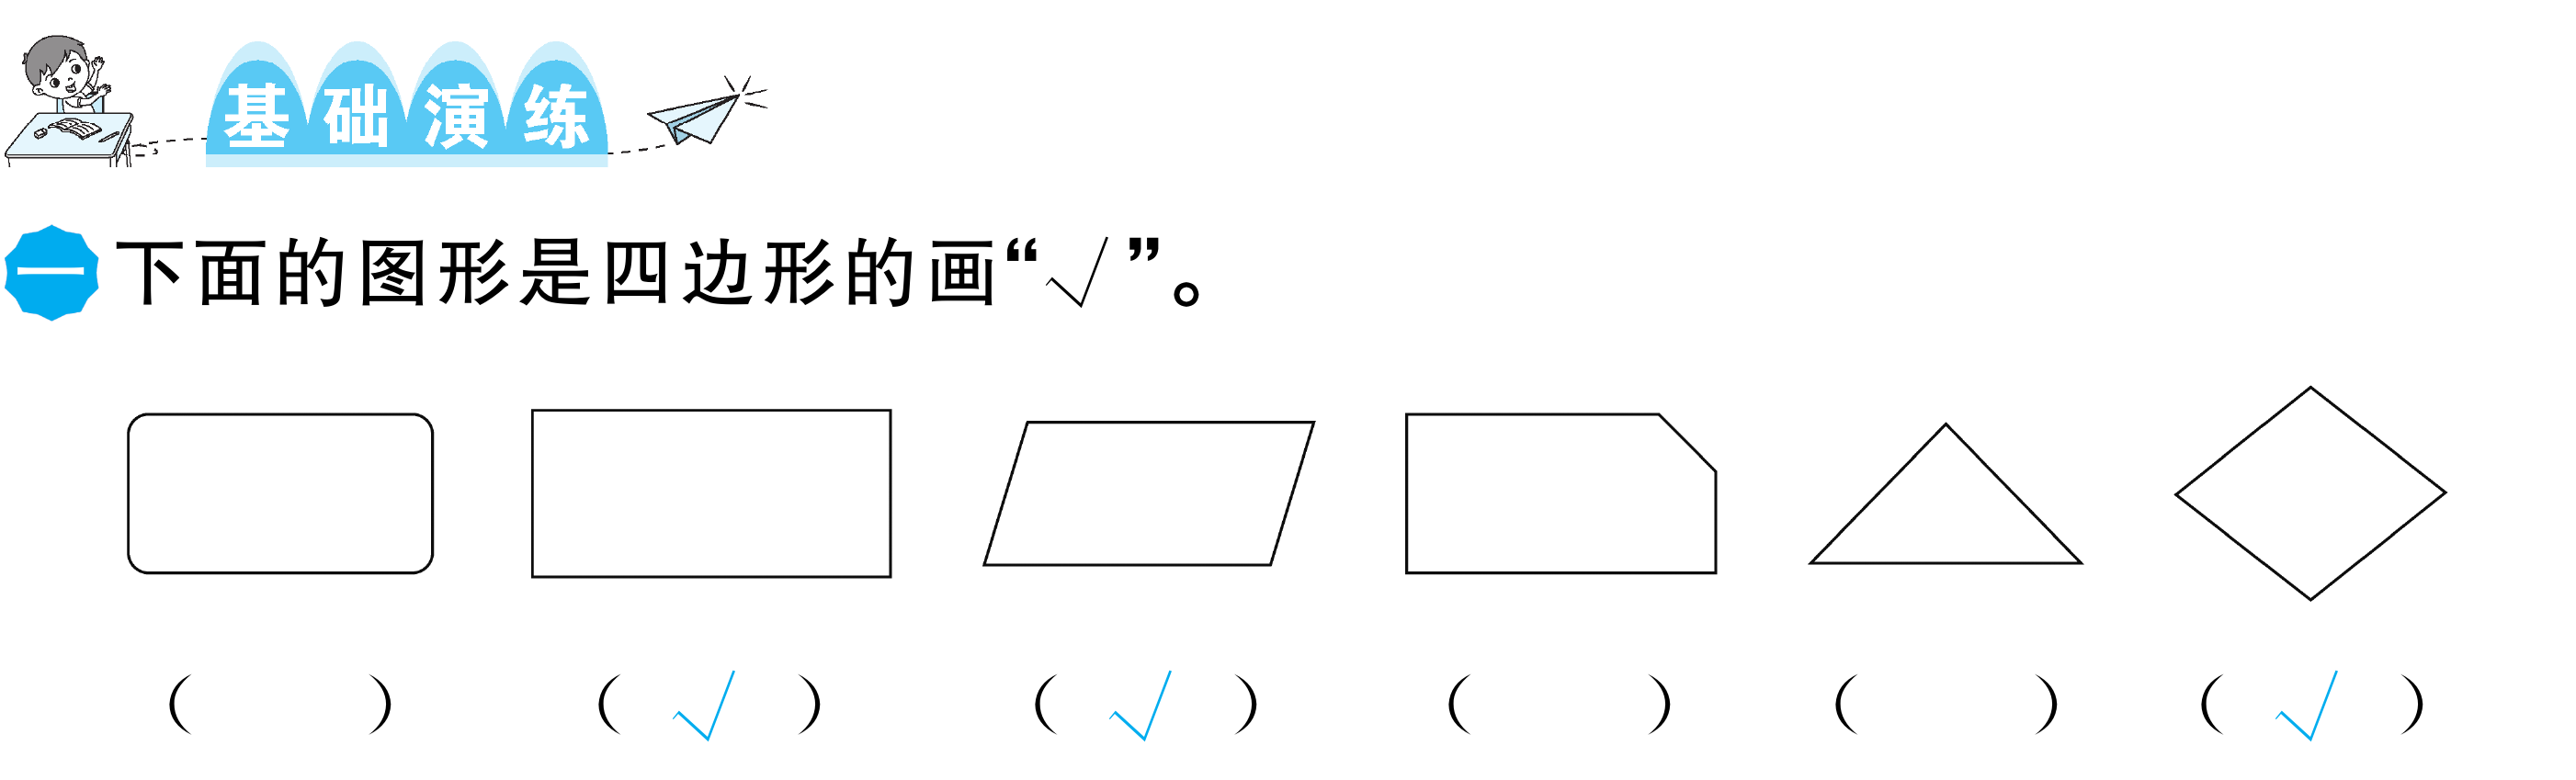 基础演练
一 下面的图形是四边形的画“√”。
（ ） （ √ ） （ √ ） （ ） （ ） （ √ ）